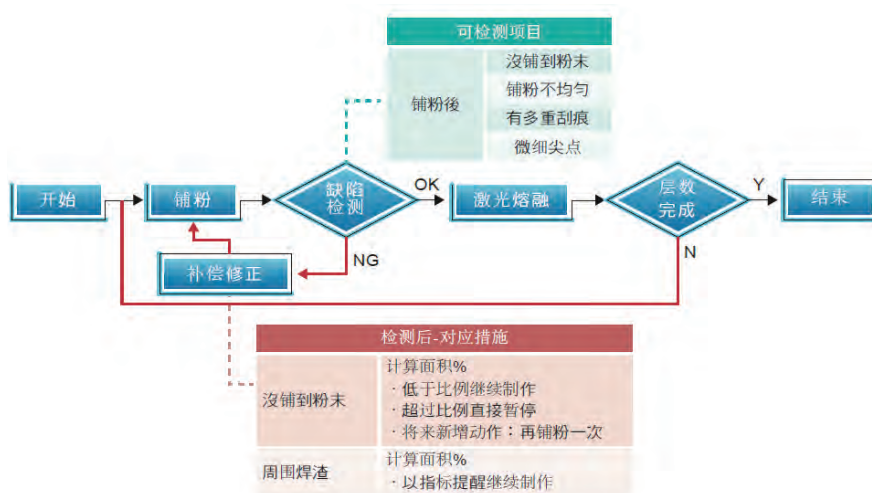 可检测项目
铺粉後
沒铺到粉末
铺粉不均匀
有多重刮痕
微细尖点
开始
铺粉
缺陷
检测
OK
激光熔融
层数
完成
Y
结束
NG
N
补偿修正
检测后-对应措施
沒铺到粉末
计算面积%
·低于比例继续制作
·超过比例直接暂停
·将来新增动作：再铺粉一次
周围焊渣
计算面积%
·以指标提醒继续制作